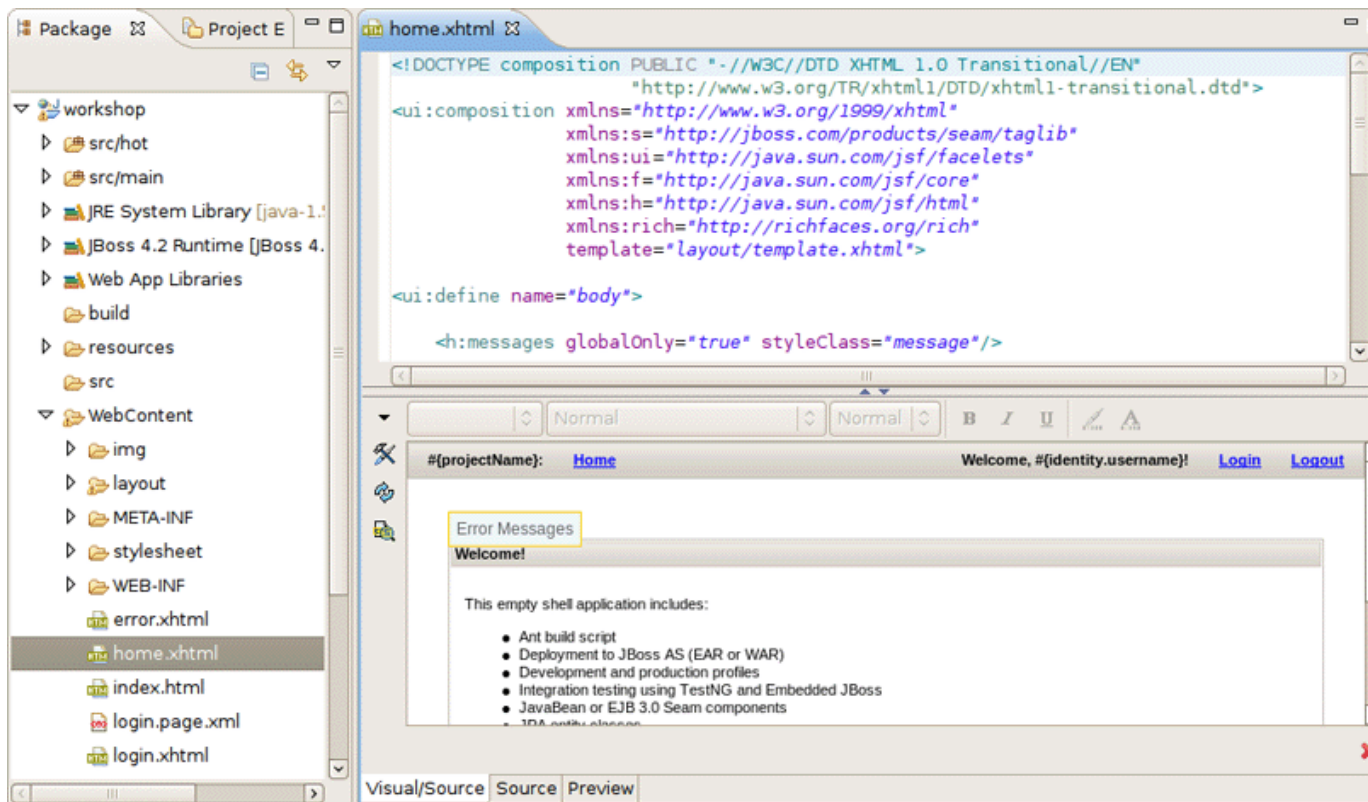 Package
Project E
workshop
src/hot
src/main
JRE System Library [java-1.
JBoss 4.2 Runtime [JBoss 4.
Web App Libraries
build
resources
src
WebContent
img
layout
META-INF
stylesheet
WEB-INF
error.xhtml
home.xhtml
index.html
login.page.xml
login.xhtml
home.xhtml
<!DOCTYPE composition PUBLIC "-//W3C//DTD XHTML 1.0 Transitional//EN"
"http://www.w3.org/TR/xhtml1/DTD/xhtml1-transitional.dtd">
<ui:composition xmlns="http://www.w3.org/1999/xhtml"
xmlns:s="http://jboss.com/products/seam/taglib"
xmlns:ui="http://java.sun.com/jsf/facelets"
xmlns:f="http://java.sun.com/jsf/core"
xmlns:h="http://java.sun.com/jsf/html"
xmlns:rich="http://richfaces.org/rich"
template="layout/template.xhtml">
<ui:define name="body">
<h:messages globalOnly="true" styleClass="message"/>
Normal Normal B I U A
#{projectName}: Home Welcome, #{identity.username}! Login Logout
Error Messages
Welcome!
This empty shell application includes:
● Ant build script
● Deployment to JBoss AS (EAR or WAR)
● Development and production profiles
● Integration testing using TestNG and Embedded JBoss
● JavaBean or EJB 3.0 Seam components
JPA entity classes
Visual/Source Source Preview